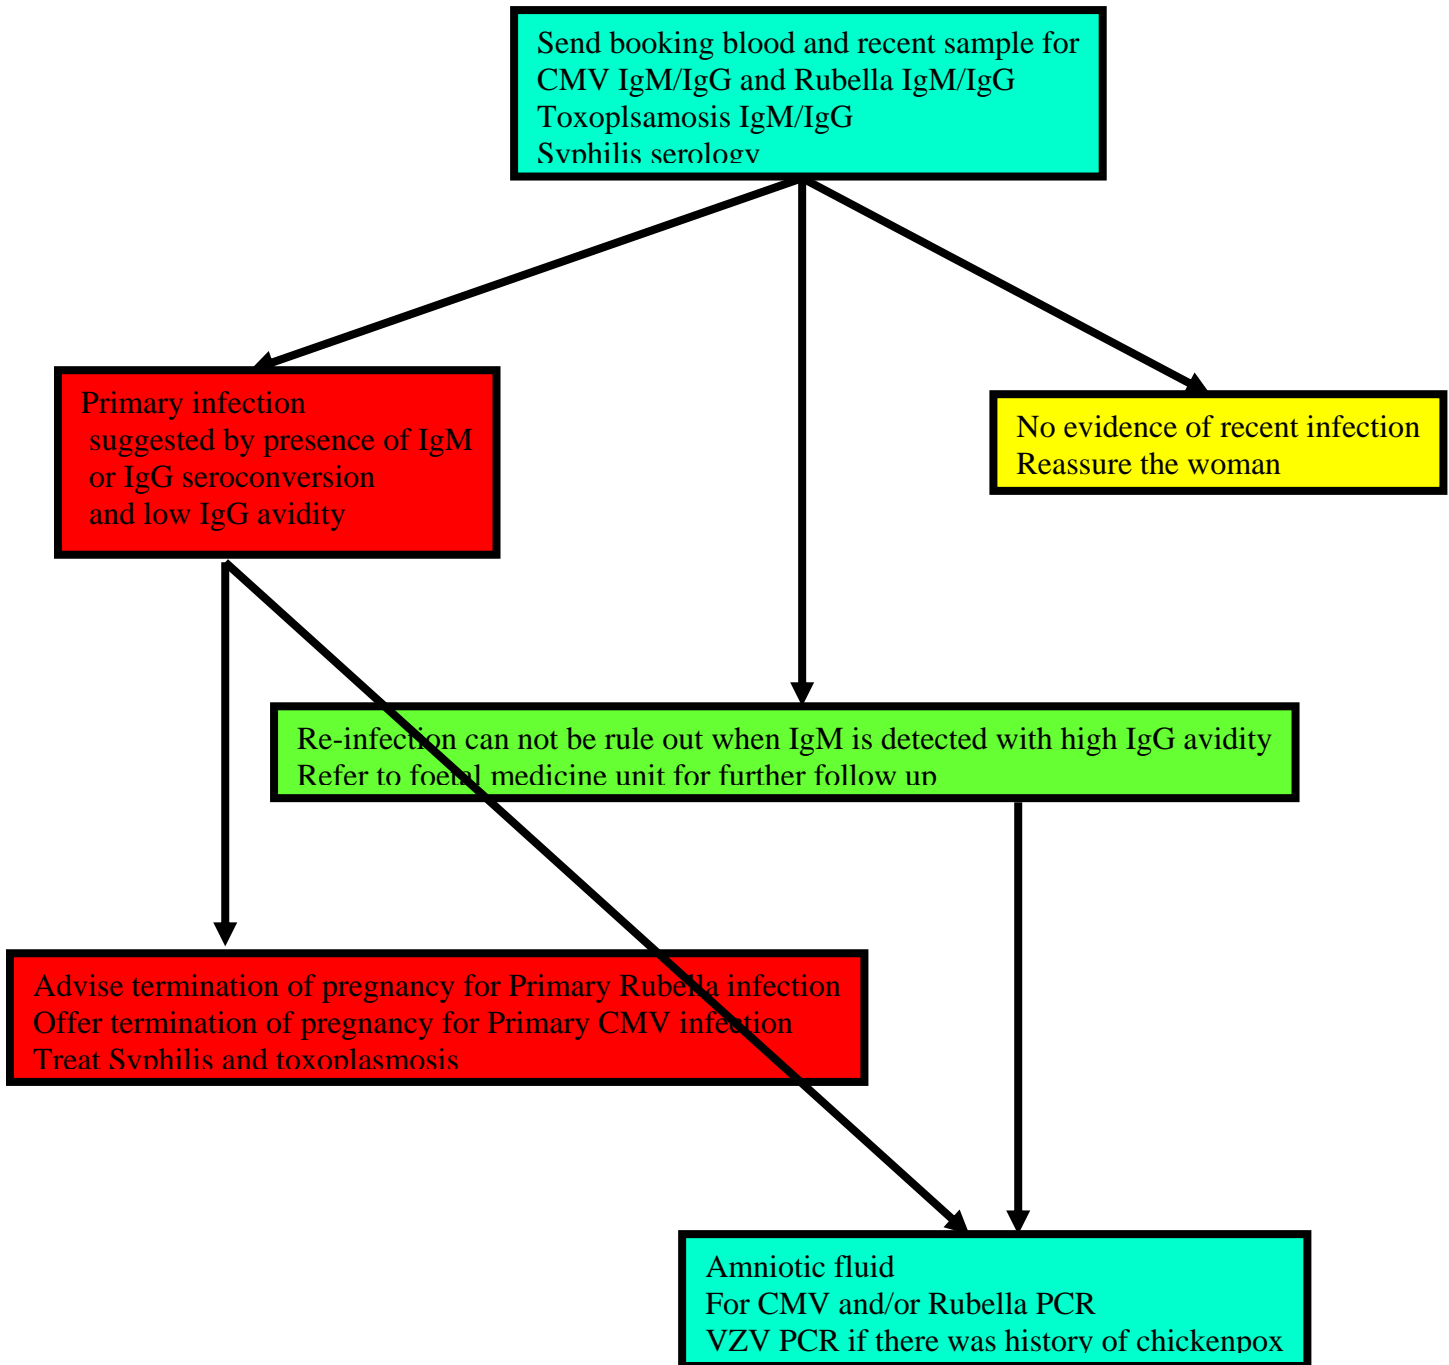 Send booking blood and recent sample for
CMV IgM/IgG and Rubella IgM/IgG
Toxoplsamosis IgM/IgG
Syphilis serology
Primary infection
suggested by presence of IgM
or IgG seroconversion
and low IgG avidity
No evidence of recent infection
Reassure the woman
Re-infection can not be rule out when IgM is detected with high IgG avidity
Refer to foetal medicine unit for further follow up
Advise termination of pregnancy for Primary Rubella infection
Offer termination of pregnancy for Primary CMV infection
Treat Syphilis and toxoplasmosis
Amniotic fluid
For CMV and/or Rubella PCR
VZV PCR if there was history of chickenpox